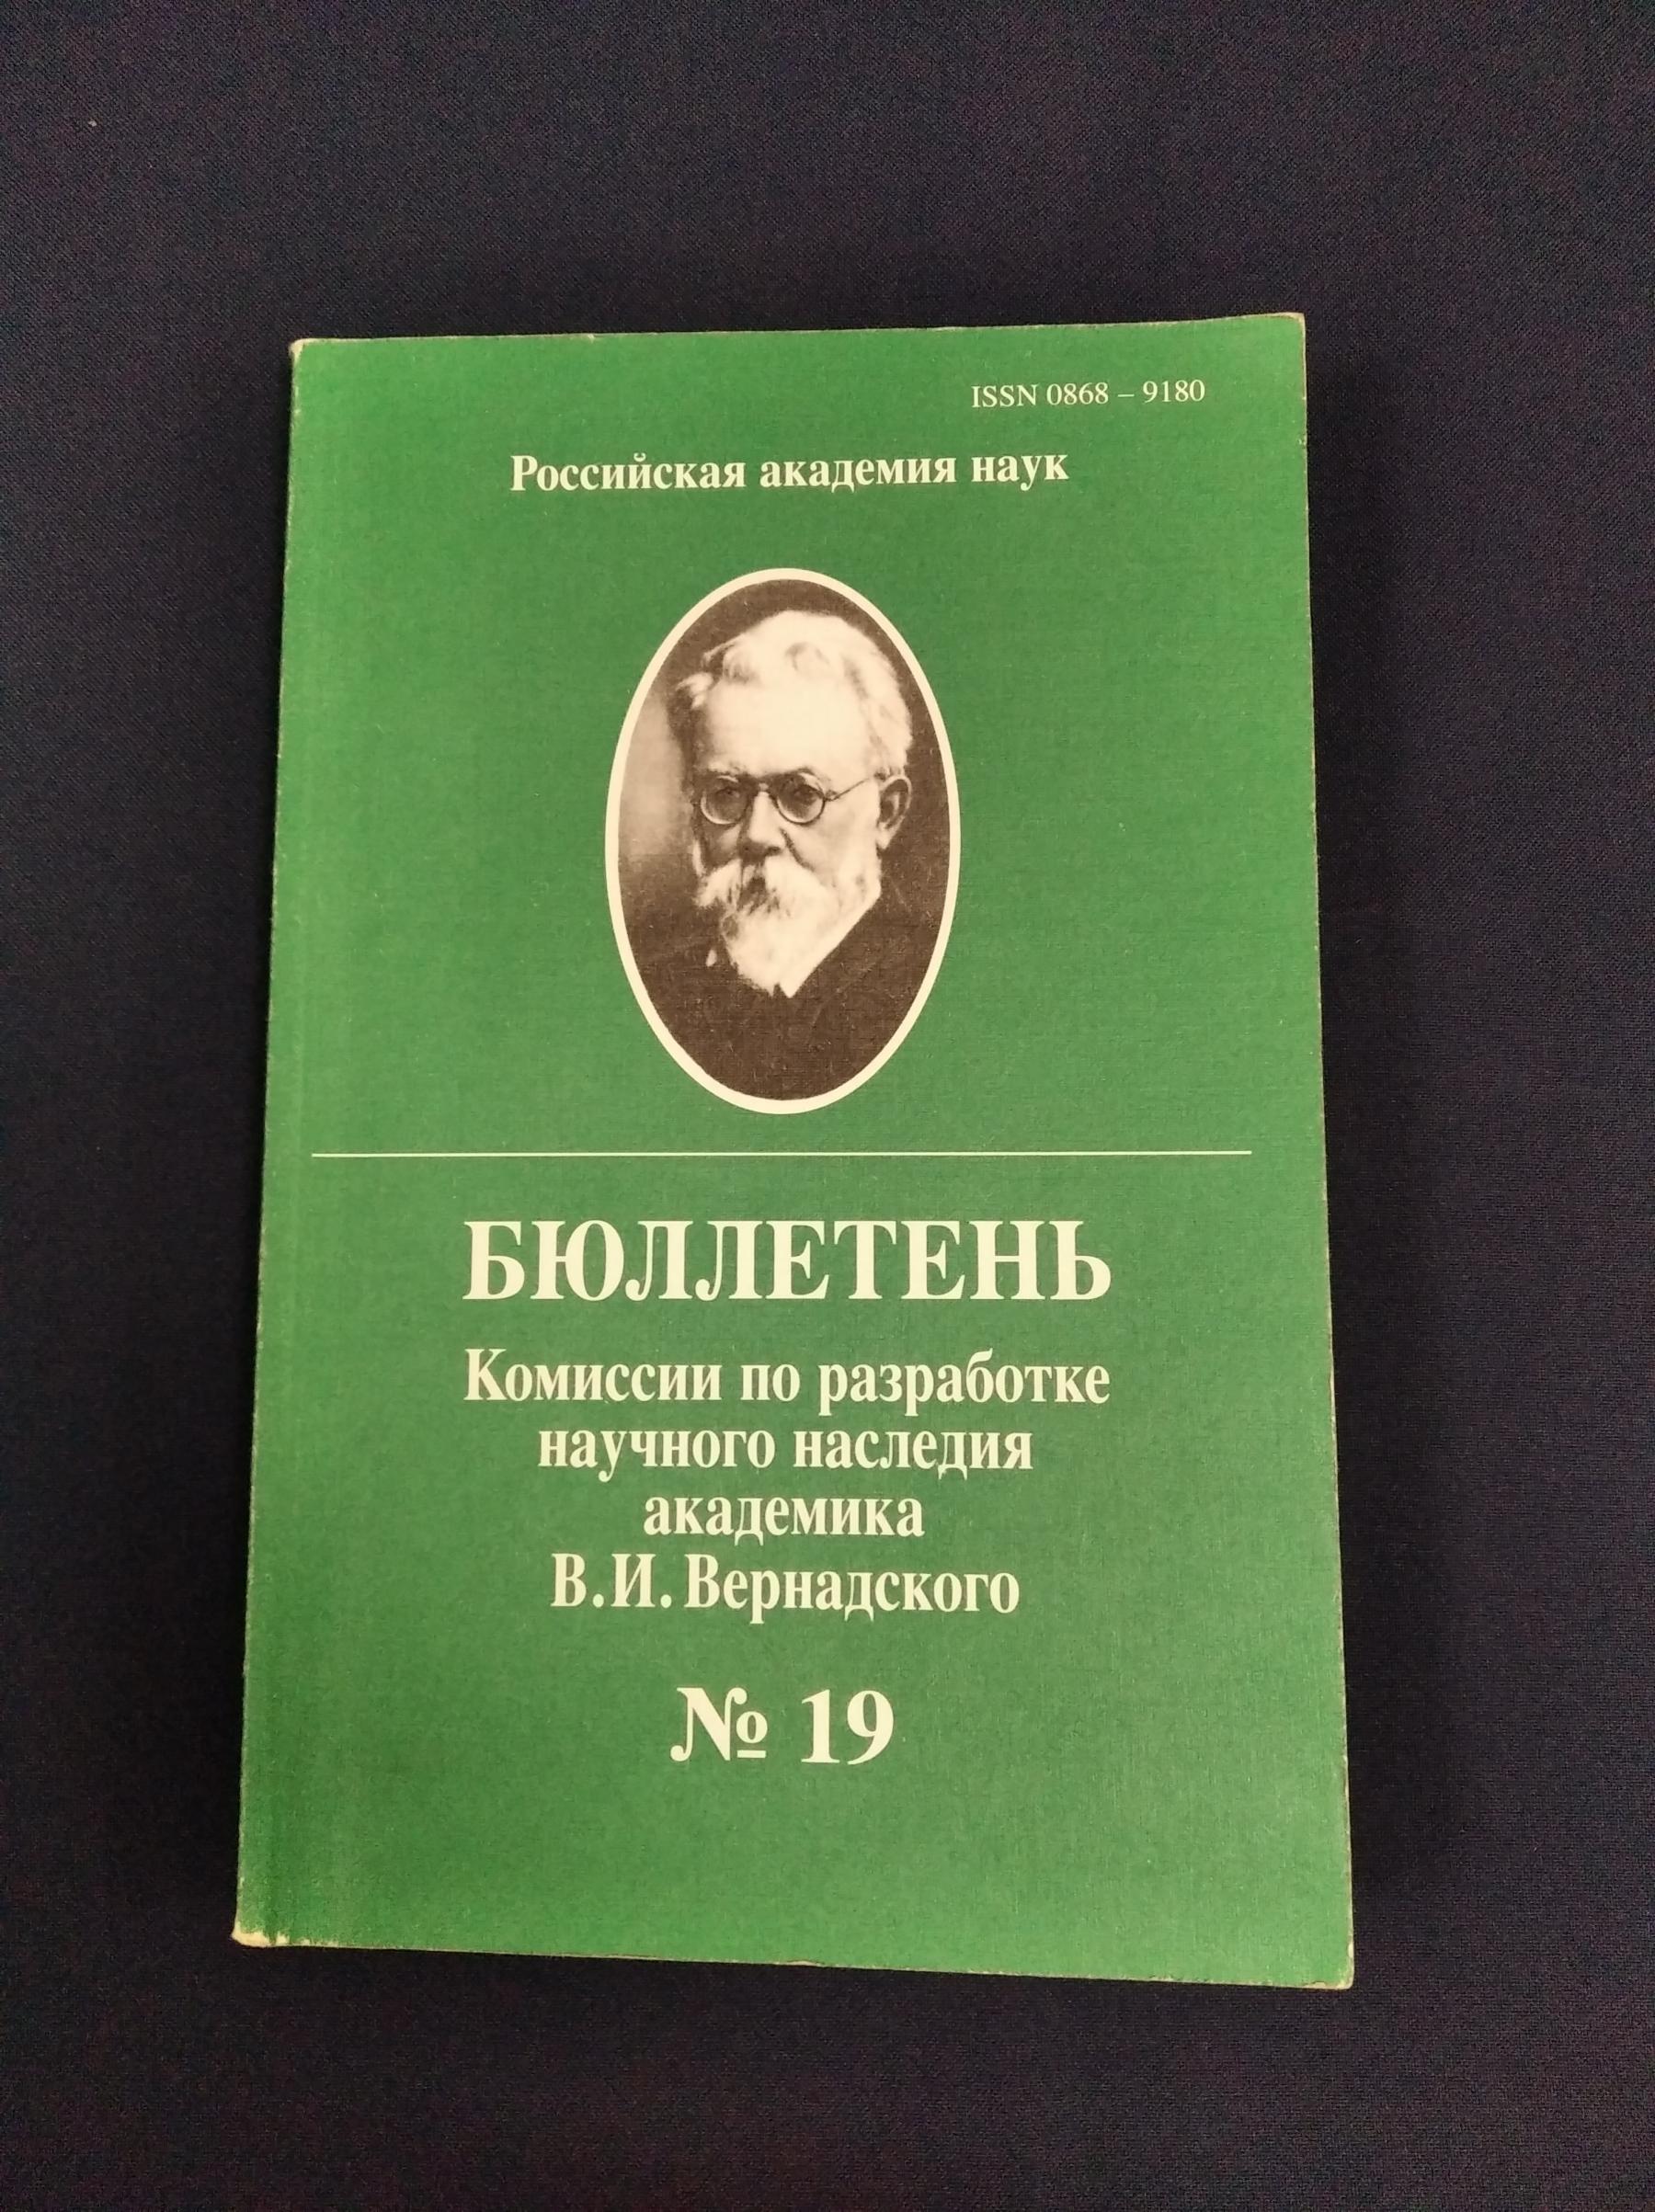 ISSN 0868 – 9180
Российская академия наук
БЮЛЛЕТЕНЬ
Комиссии по разработке
научного наследия
академика
В.И. Вернадского
№ 19